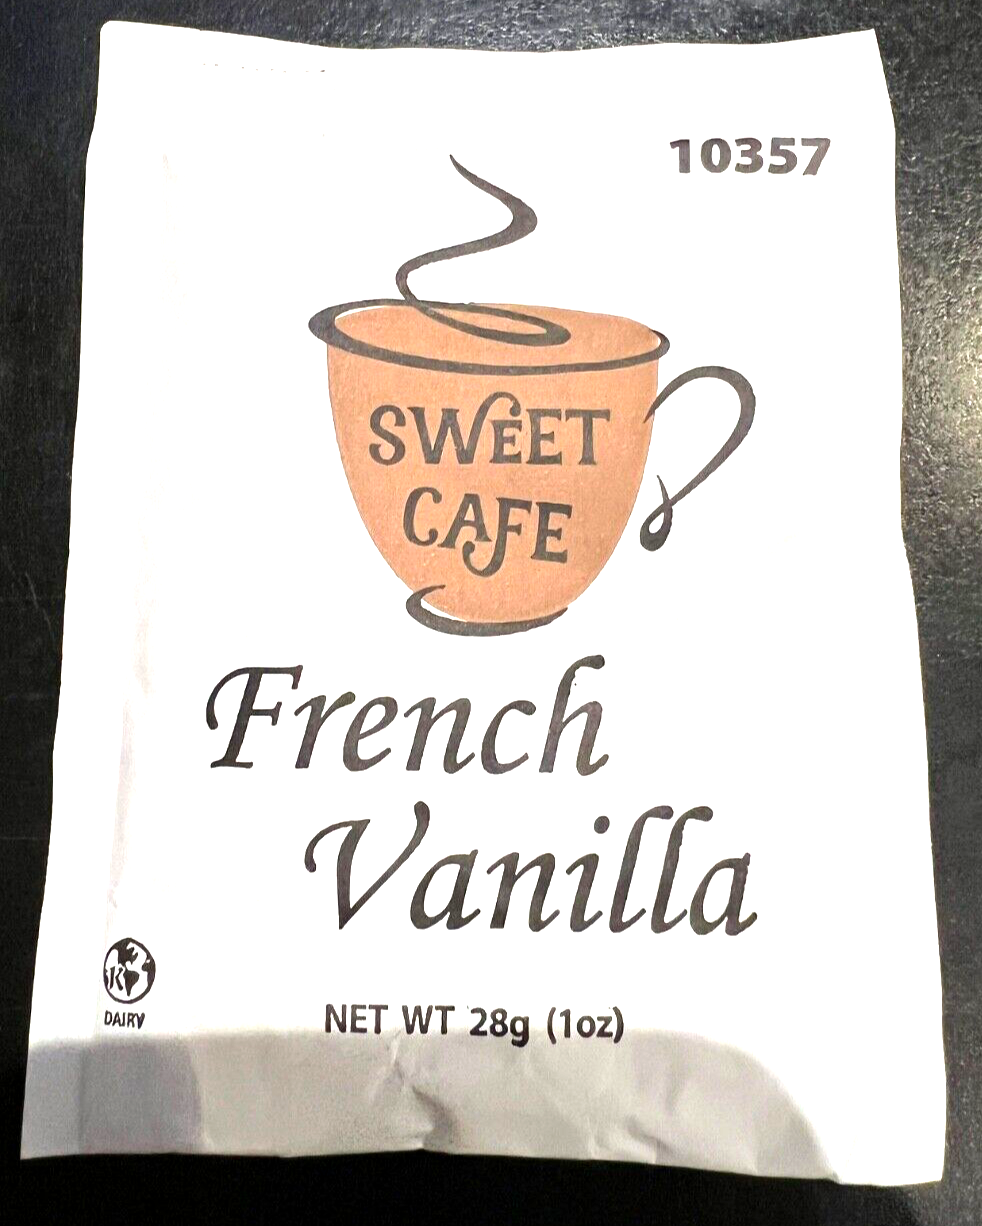 10357
SWEET
CAFE
French
Vanilla
K
DAIRY
NET WT 28g (1oz)